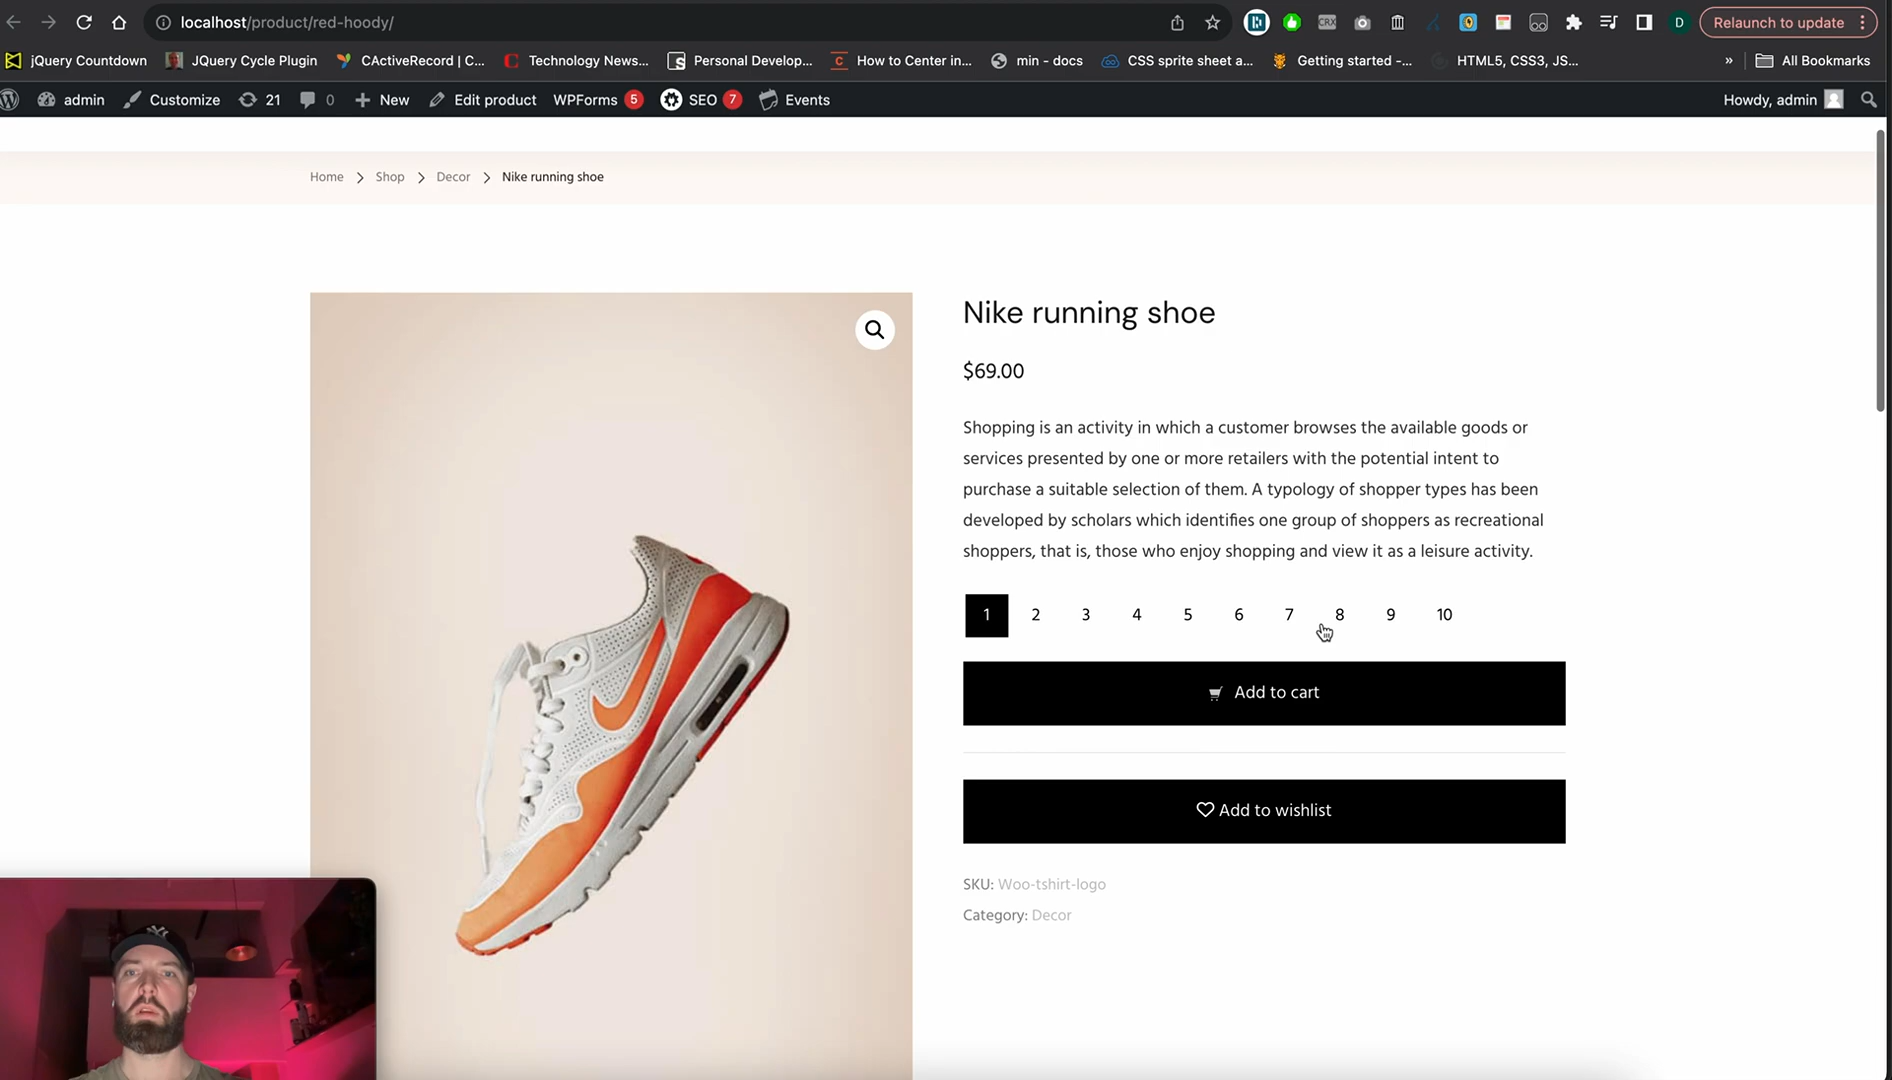 localhost/product/red-hoody/
D
Relaunch to update
jQuery Countdown
JQuery Cycle Plugin
CActiveRecord | C...
Technology News...
Personal Develop...
How to Center in...
min - docs
CSS sprite sheet a...
Getting started -...
HTML5, CSS3, JS...
»
All Bookmarks
admin
Customize
21
0
New
Edit product
WPForms 5
SEO 7
Events
Howdy, admin
Home > Shop > Decor > Nike running shoe
Nike running shoe
$69.00
Shopping is an activity in which a customer browses the available goods or
services presented by one or more retailers with the potential intent to
purchase a suitable selection of them. A typology of shopper types has been
developed by scholars which identifies one group of shoppers as recreational
shoppers, that is, those who enjoy shopping and view it as a leisure activity.
1 2 3 4 5 6 7 8 9 10
Add to cart
Add to wishlist
SKU: Woo-tshirt-logo
Category: Decor